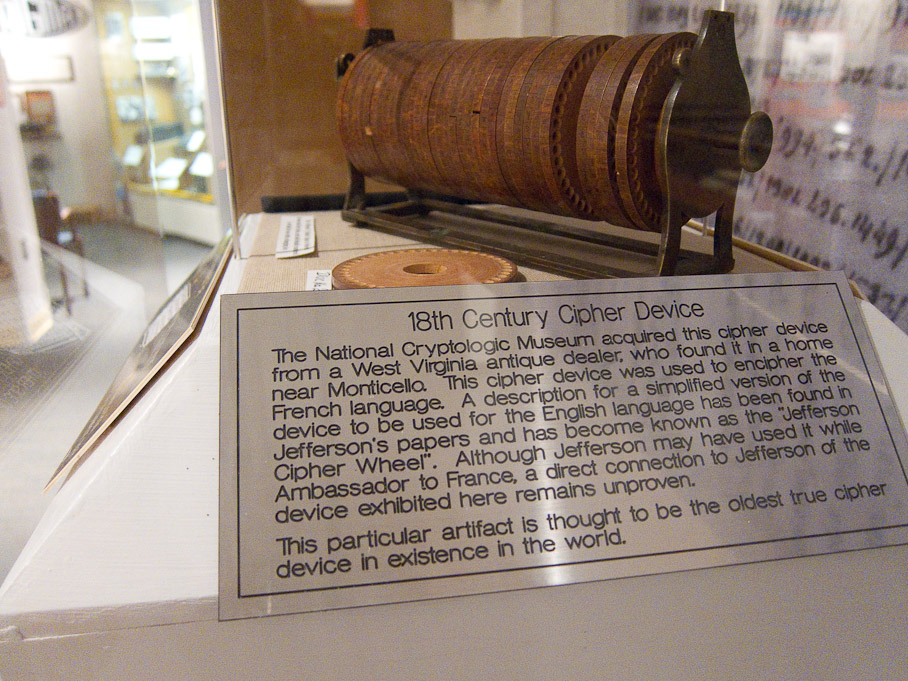 18th Century Cipher Device
The National Cryptologic Museum acquired this cipher device
from a West Virginia antique dealer, who found it in a home
near Monticello. This cipher device was used to encipher the
French language. A description for a simplified version of the
device to be used for the English language has been found in
Jefferson's papers and has become known as the "Jefferson
Cipher Wheel". Although Jefferson may have used it while
Ambassador to France, a direct connection to Jefferson of the
device exhibited here remains unproven.
This particular artifact is thought to be the oldest true cipher
device in existence in the world.